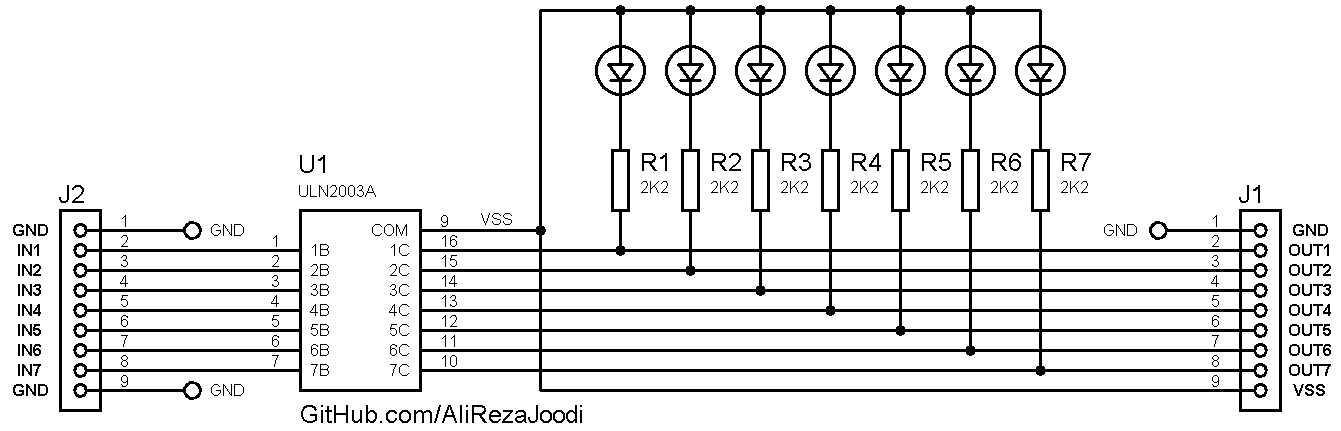 R1 R2 R3 R4 R5 R6 R7
2K2 2K2 2K2 2K2 2K2 2K2 2K2
U1
ULN2003A
J2
GND 1 GND
IN1 2
IN2 3
IN3 4
IN4 5
IN5 6
IN6 7
IN7 8
GND 9 GND
COM 9 VSS
1 1B 1C 16
2 2B 2C 15
3 3B 3C 14
4 4B 4C 13
5 5B 5C 12
6 6B 6C 11
7 7B 7C 10
GitHub.com/AliRezaJoodi
J1
GND 1 GND
2 OUT1
3 OUT2
4 OUT3
5 OUT4
6 OUT5
7 OUT6
8 OUT7
9 VSS